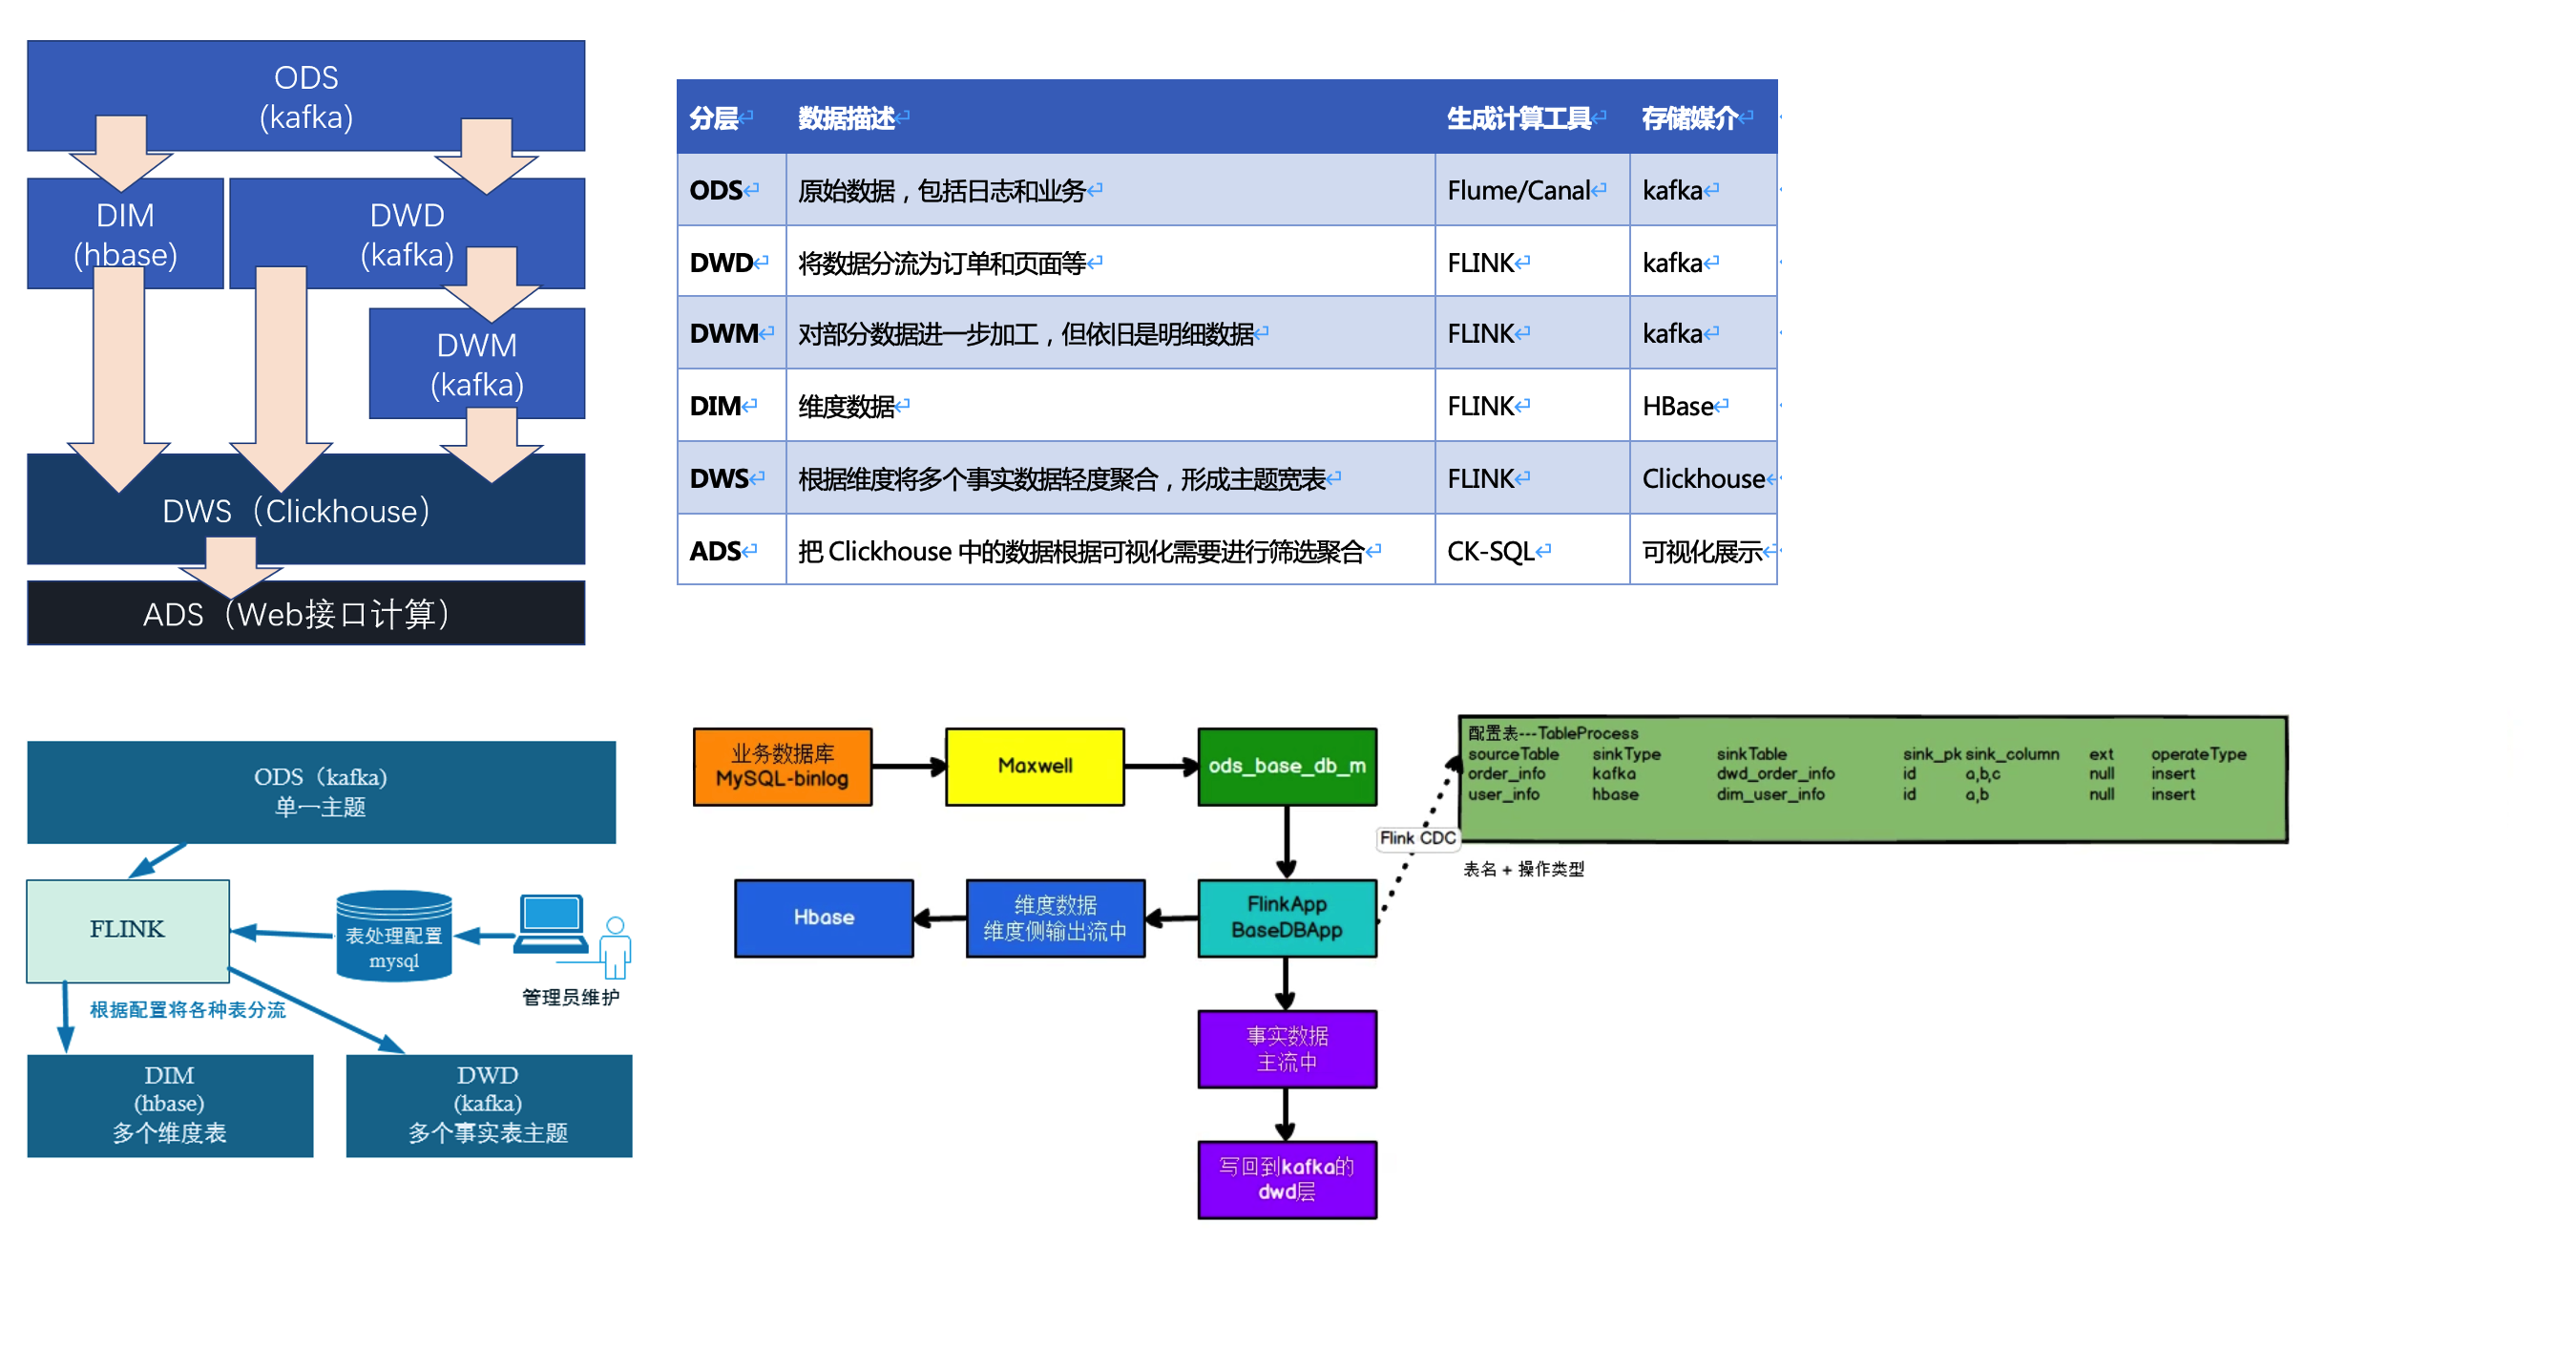 ODS
(kafka)
DIM
(hbase)
DWD
(kafka)
DWM
(kafka)
DWS（Clickhouse）
ADS（Web接口计算）
分层 数据描述 生成计算工具 存储媒介
ODS 原始数据，包括日志和业务 Flume/Canal kafka
DWD 将数据分流为订单和页面等 FLINK kafka
DWM 对部分数据进一步加工，但依旧是明细数据 FLINK kafka
DIM 维度数据 FLINK HBase
DWS 根据维度将多个事实数据轻度聚合，形成主题宽表 FLINK Clickhouse
ADS 把 Clickhouse 中的数据根据可视化需要进行筛选聚合 CK-SQL 可视化展示
ODS（kafka)
单一主题
FLINK
表处理配置
mysql
管理员维护
根据配置将各种表分流
DIM
(hbase)
多个维度表
DWD
(kafka)
多个事实表主题
业务数据库
MySQL-binlog
Maxwell
ods_base_db_m
配置表---TableProcess
sourceTable sinkType sinkTable sink_pk sink_column ext operateType
order_info kafka dwd_order_info id a,b,c null insert
user_info hbase dim_user_info id a,b null insert
Flink CDC
表名 + 操作类型
Hbase
维度数据
维度侧输出流中
FlinkApp
BaseDBApp
事实数据
主流中
写回到kafka的
dwd层